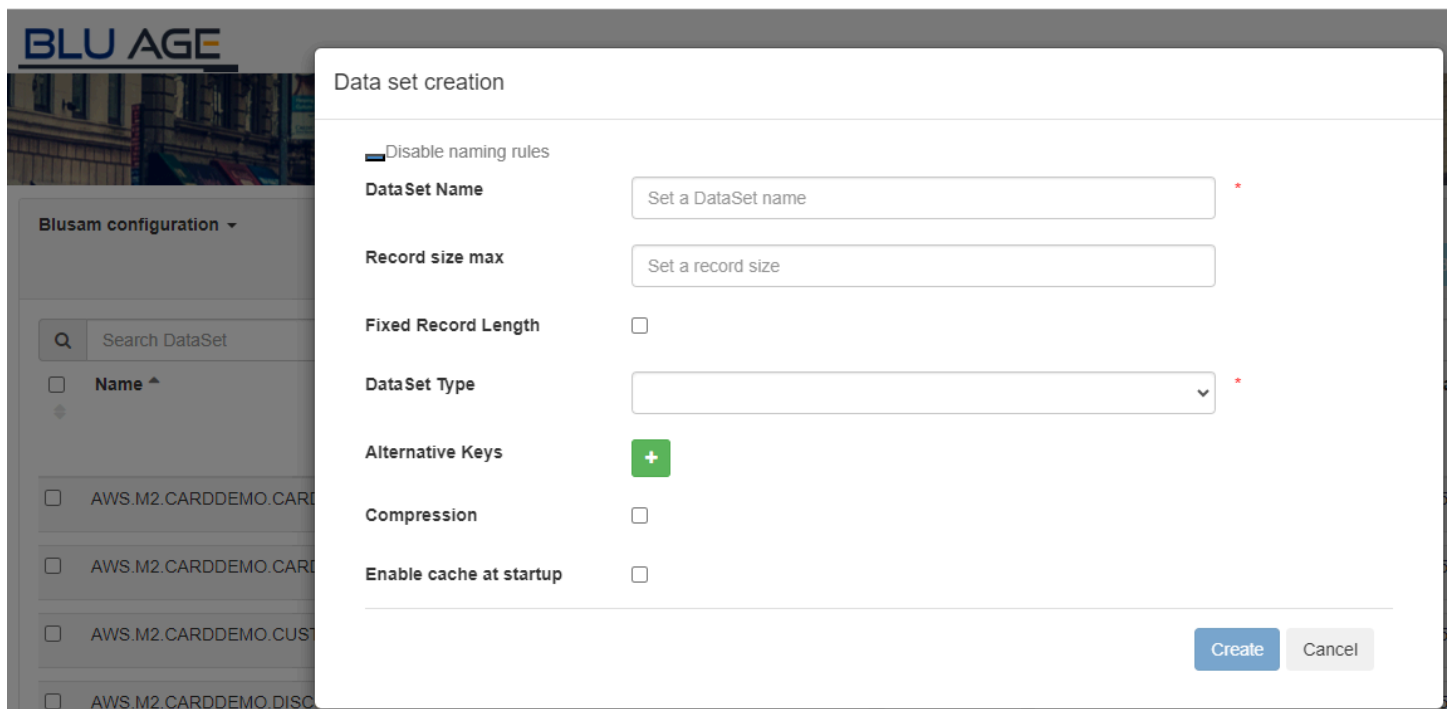 BLU AGE
Data set creation
Disable naming rules
DataSet Name
Set a DataSet name
*
Blusam configuration
Record size max
Set a record size
Fixed Record Length
Search DataSet
Name
DataSet Type
*
Alternative Keys
+
AWS.M2.CARDDEMO.CARD
Compression
AWS.M2.CARDDEMO.CARD
Enable cache at startup
AWS.M2.CARDDEMO.CUST
Create
Cancel
AWS.M2.CARDDEMO.DISC